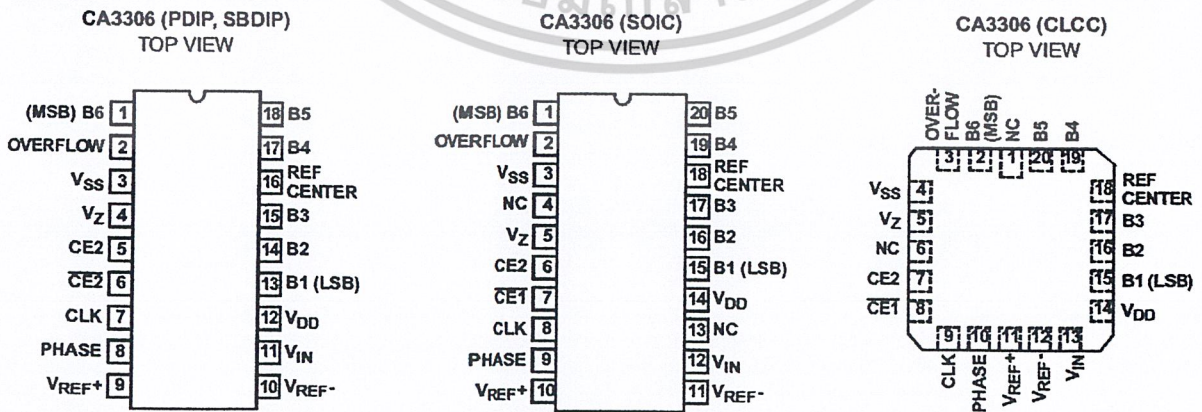 CA3306 (PDIP, SBDIP)
TOP VIEW
(MSB) B6 1
OVERFLOW 2
VSS 3
VZ 4
CE2 5
C̅E̅2̅ 6
CLK 7
PHASE 8
VREF+ 9
18 B5
17 B4
16 REF
CENTER
15 B3
14 B2
13 B1 (LSB)
12 VDD
11 VIN
10 VREF-
CA3306 (SOIC)
TOP VIEW
(MSB) B6 1
OVERFLOW 2
VSS 3
NC 4
VZ 5
CE2 6
C̅E̅1̅ 7
CLK 8
PHASE 9
VREF+ 10
20 B5
19 B4
18 REF
CENTER
17 B3
16 B2
15 B1 (LSB)
14 VDD
13 NC
12 VIN
11 VREF-
CA3306 (CLCC)
TOP VIEW
OVER-
FLOW
B6
(MSB)
NC
B5
B4
3 2 1 20 19
VSS 4
VZ 5
NC 6
CE2 7
C̅E̅1̅ 8
18 REF
CENTER
17 B3
16 B2
15 B1 (LSB)
14 VDD
9 10 11 12 13
CLK
PHASE
VREF+
VREF-
VIN